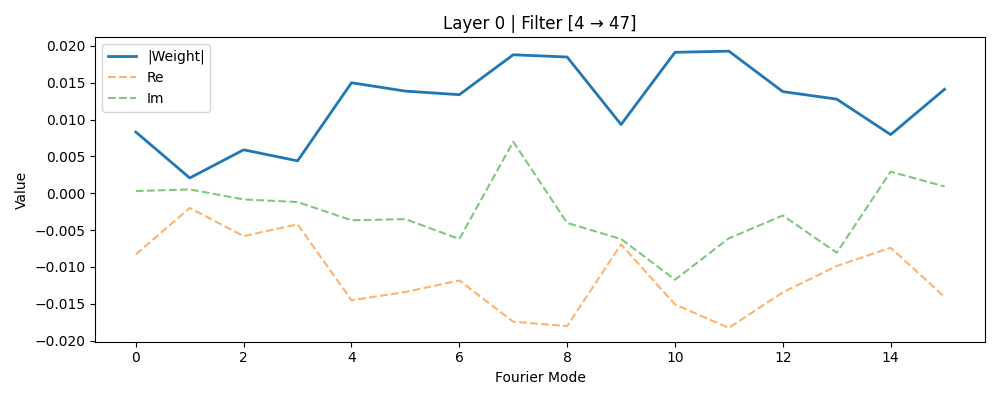 Layer 0 | Filter [4 → 47]
|Weight|
Re
Im
0.020
0.015
0.010
0.005
0.000
−0.005
−0.010
−0.015
−0.020
Value
0 2 4 6 8 10 12 14
Fourier Mode